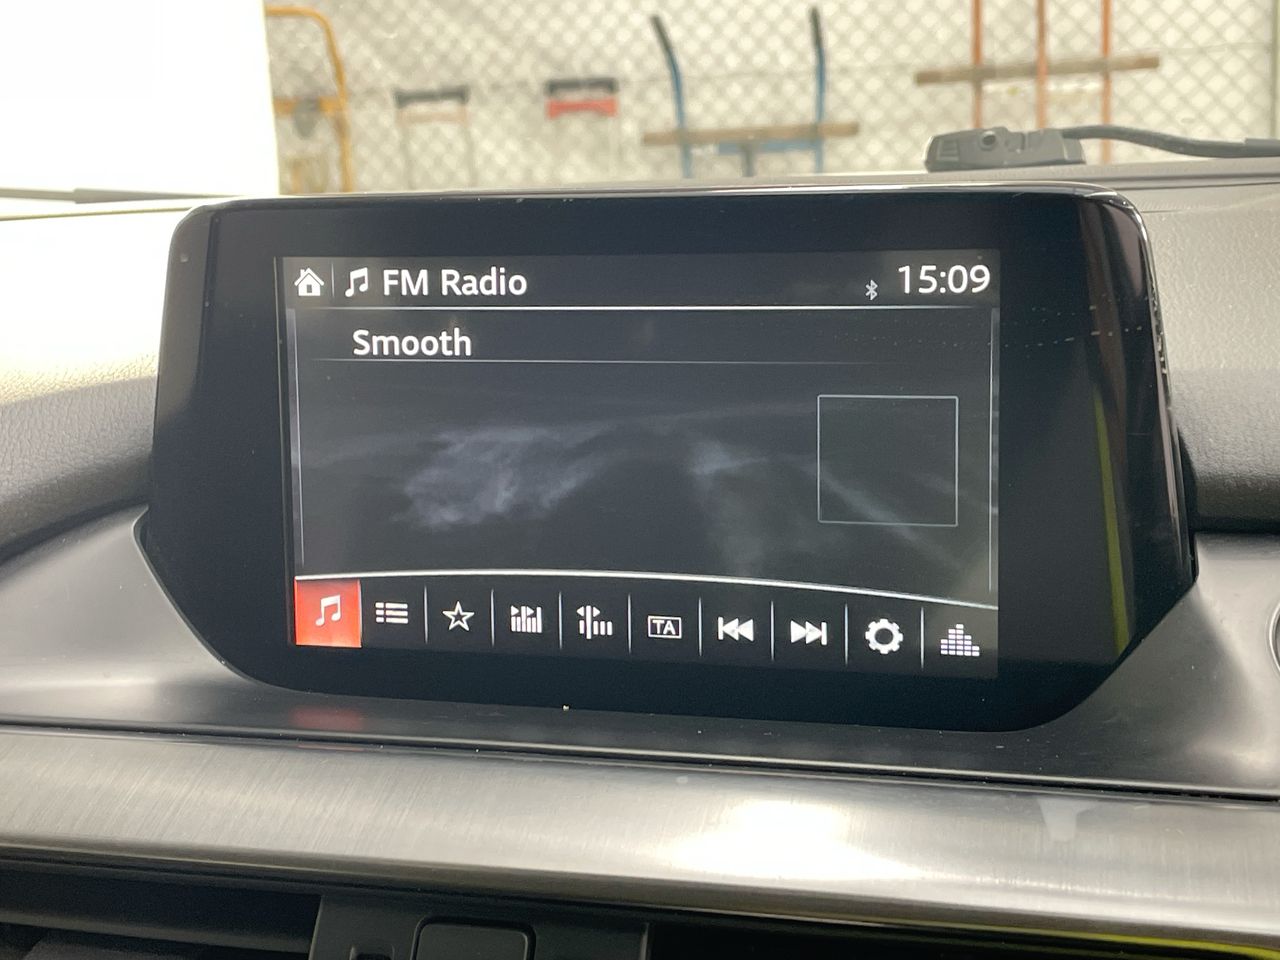 FM Radio
15:09
Smooth
TA